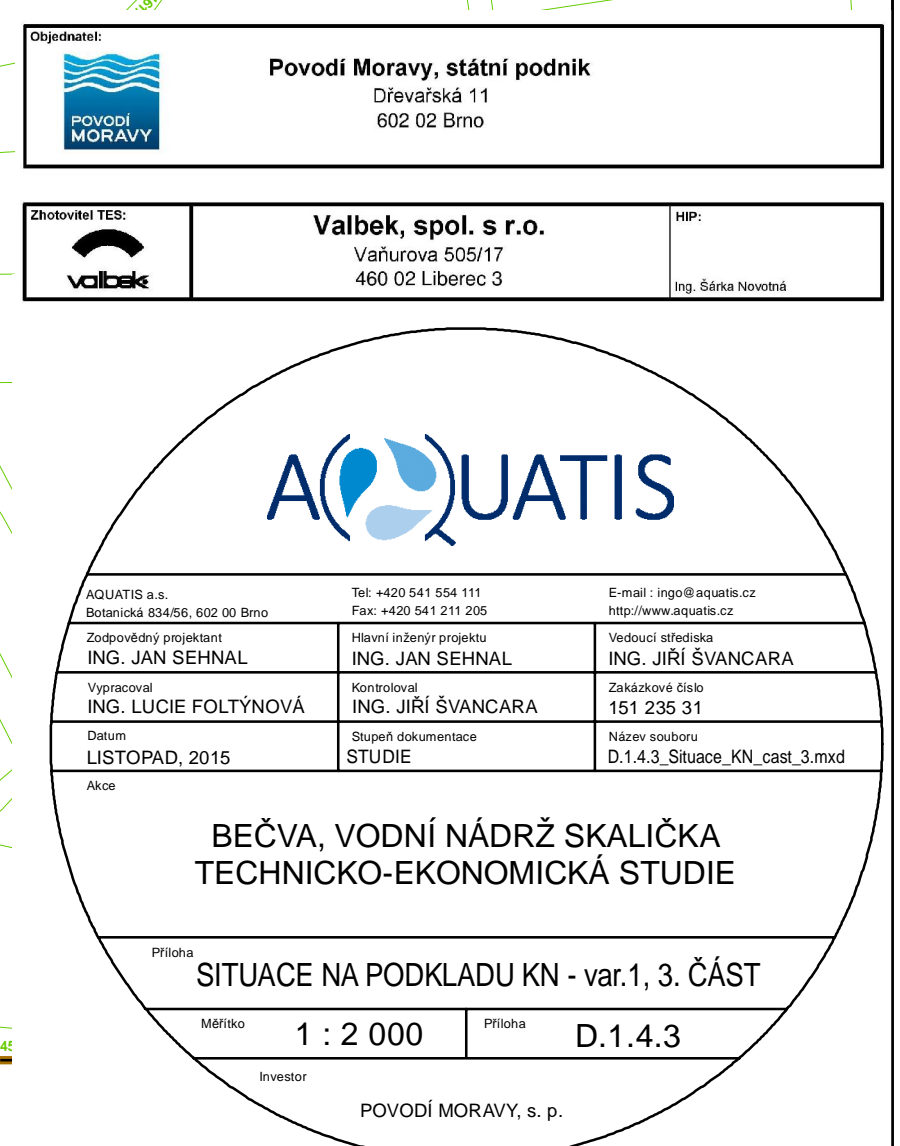 Objednatel:
POVODÍ
MORAVY
Povodí Moravy, státní podnik
Dřevařská 11
602 02 Brno
Zhotovitel TES:
valbek
Valbek, spol. s r.o.
Vaňurova 505/17
460 02 Liberec 3
HIP:
Ing. Šárka Novotná
AQUATIS
AQUATIS a.s.
Botanická 834/56, 602 00 Brno
Tel: +420 541 554 111
Fax: +420 541 211 205
E-mail : ingo@aquatis.cz
http://www.aquatis.cz
Zodpovědný projektant
ING. JAN SEHNAL
Hlavní inženýr projektu
ING. JAN SEHNAL
Vedoucí střediska
ING. JIŘÍ ŠVANCARA
Vypracoval
ING. LUCIE FOLTÝNOVÁ
Kontroloval
ING. JIŘÍ ŠVANCARA
Zakázkové číslo
151 235 31
Datum
LISTOPAD, 2015
Stupeň dokumentace
STUDIE
Název souboru
D.1.4.3_Situace_KN_cast_3.mxd
Akce
BEČVA, VODNÍ NÁDRŽ SKALIČKA
TECHNICKO-EKONOMICKÁ STUDIE
Příloha
SITUACE NA PODKLADU KN - var.1, 3. ČÁST
Měřítko
1 : 2 000
Příloha
D.1.4.3
Investor
POVODÍ MORAVY, s. p.